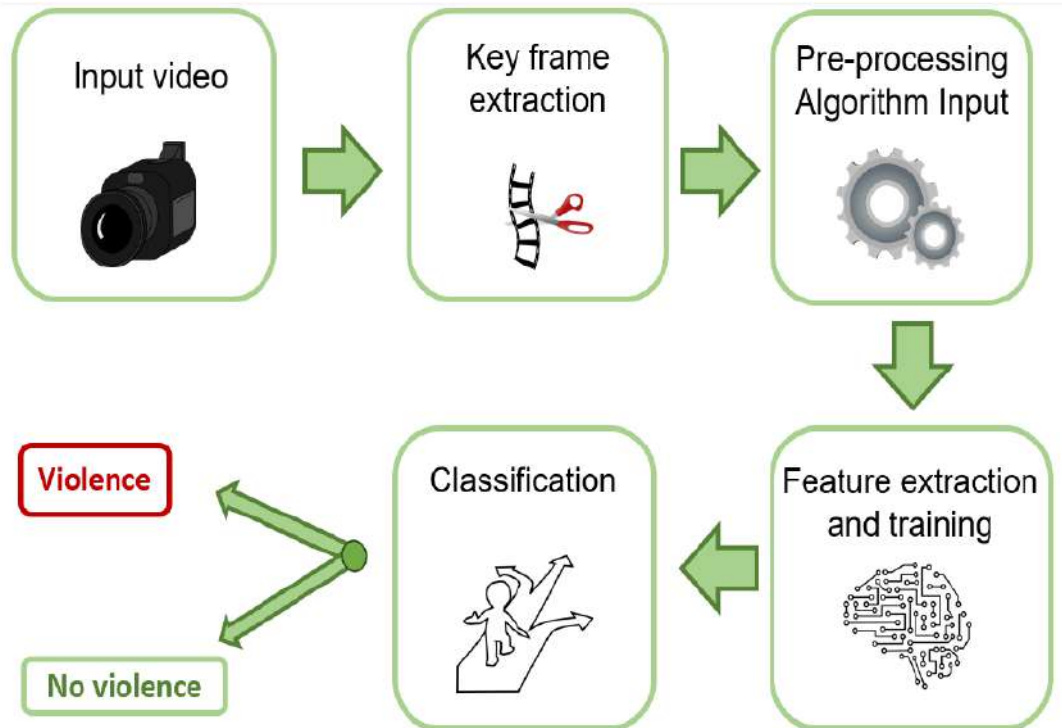 Input video
Key frame
extraction
Pre-processing
Algorithm Input
Feature extraction
and training
Classification
Violence
No violence